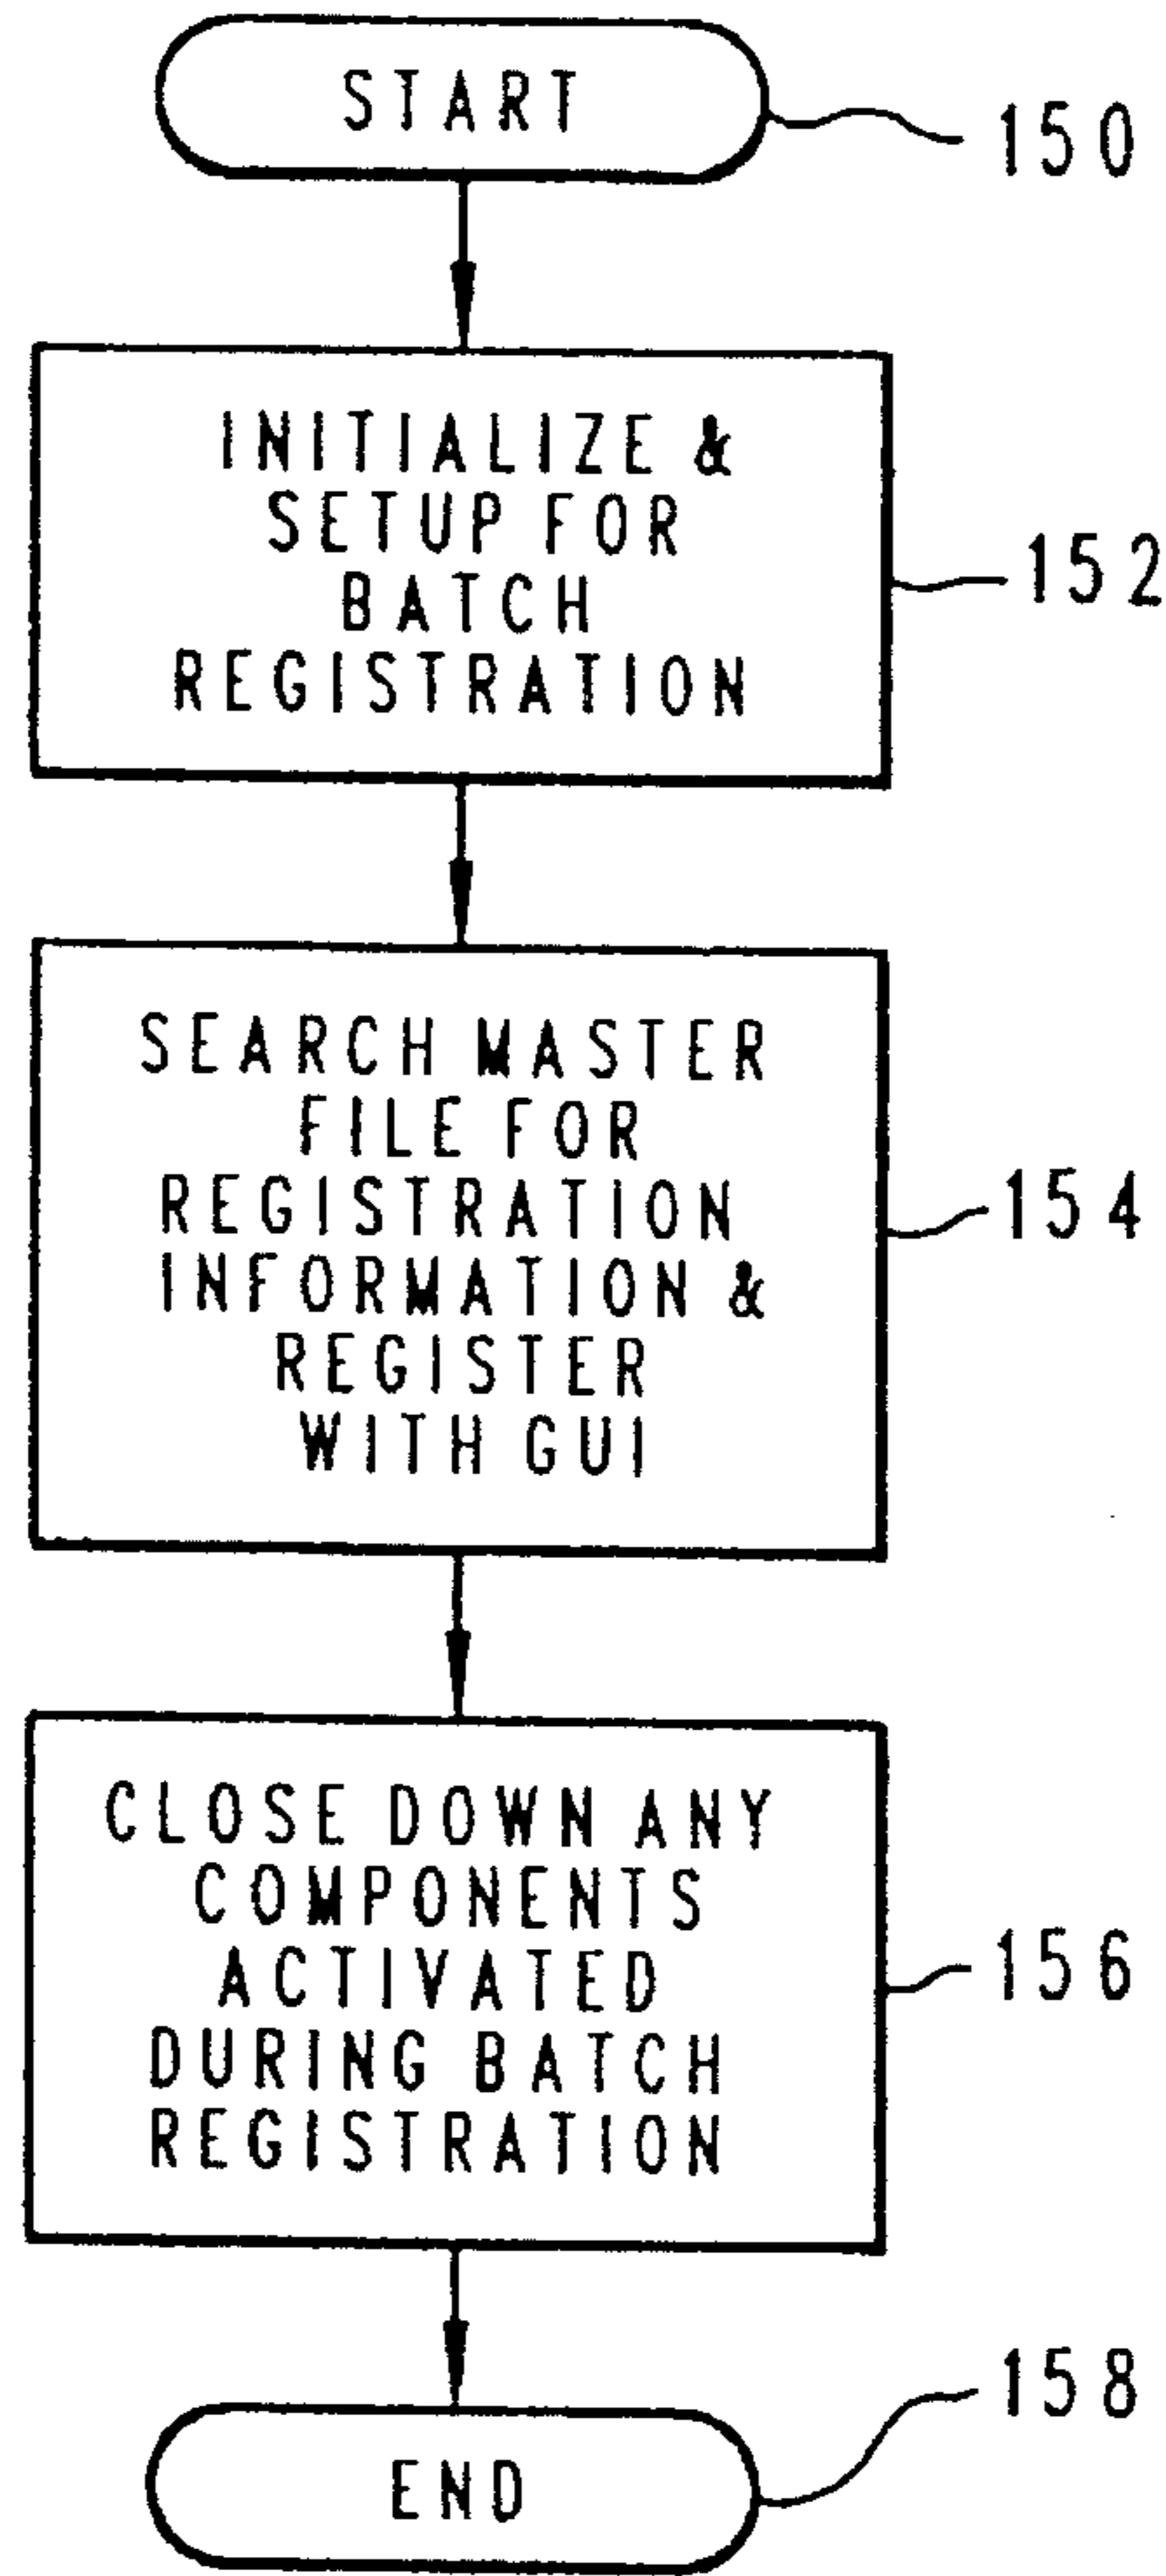 START
150
INITIALIZE &
SETUP FOR
BATCH
REGISTRATION
152
SEARCH MASTER
FILE FOR
REGISTRATION
INFORMATION &
REGISTER
WITH GUI
154
CLOSE DOWN ANY
COMPONENTS
ACTIVATED
DURING BATCH
REGISTRATION
156
END
158